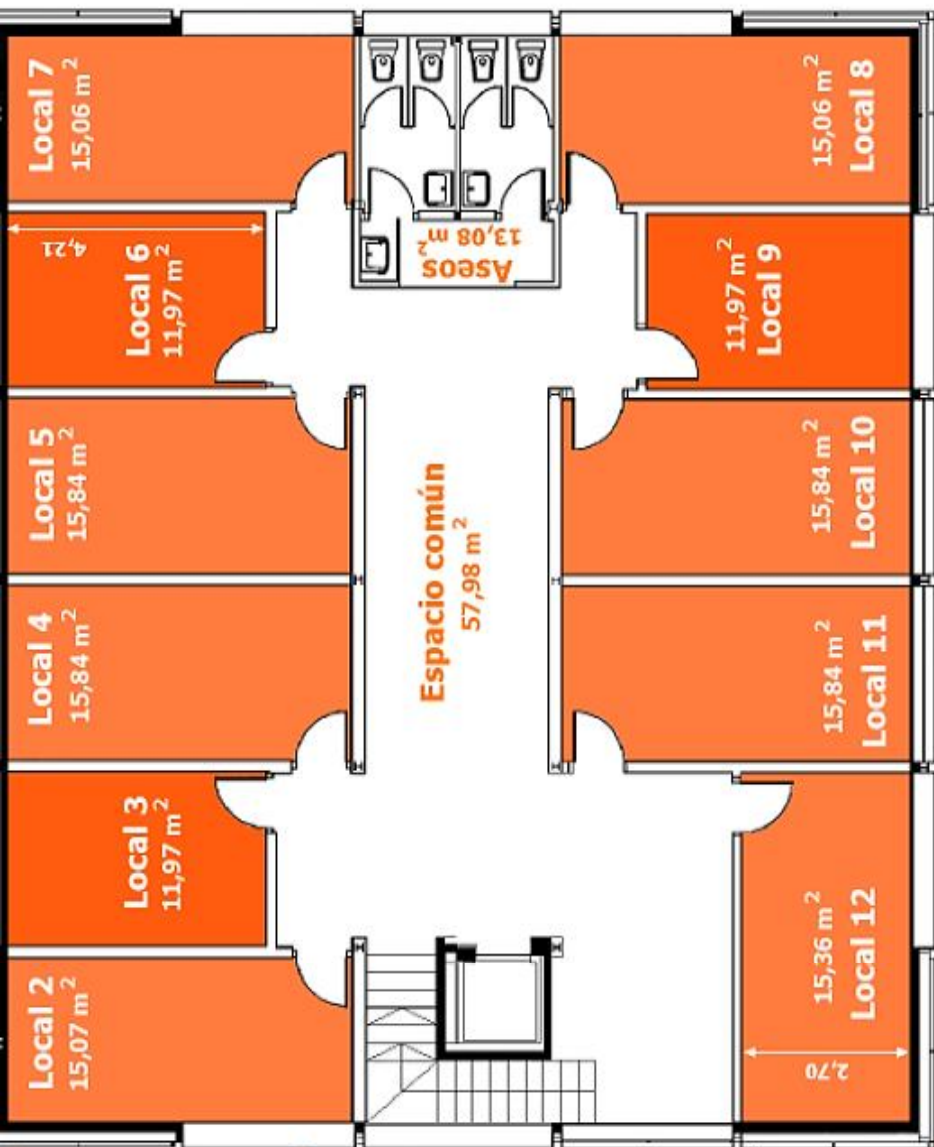 Local 7
15,06 m²
Local 8
15,06 m²
Aseos
13,08 m²
Local 6
11,97 m²
4,21
Local 9
11,97 m²
Local 5
15,84 m²
Local 10
15,84 m²
Espacio común
57,98 m²
Local 4
15,84 m²
Local 11
15,84 m²
Local 3
11,97 m²
Local 12
15,36 m²
2,70
Local 2
15,07 m²